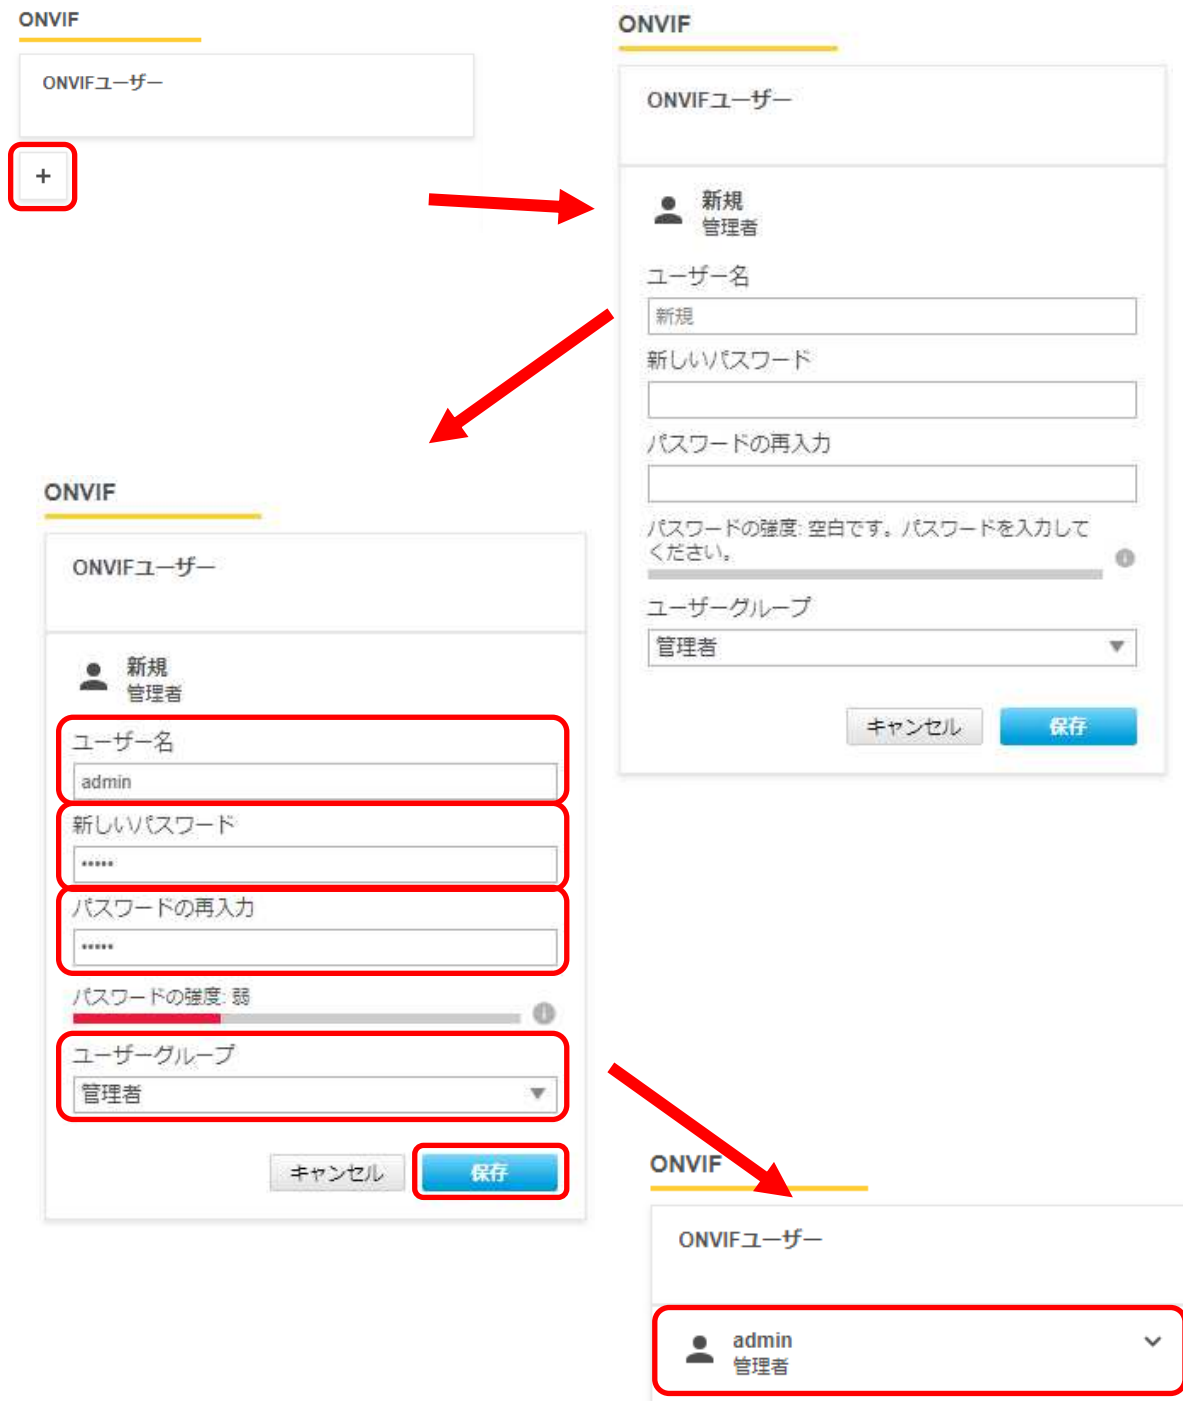 ONVIF
ONVIFユーザー
+
ONVIF
ONVIFユーザー
新規
管理者
ユーザー名
新規
新しいパスワード
パスワードの再入力
パスワードの強度: 空白です。パスワードを入力して
ください。
ユーザーグループ
管理者
キャンセル
保存
ONVIF
ONVIFユーザー
新規
管理者
ユーザー名
admin
新しいパスワード
•••••
パスワードの再入力
•••••
パスワードの強度: 弱
ユーザーグループ
管理者
キャンセル
保存
ONVIF
ONVIFユーザー
admin
管理者